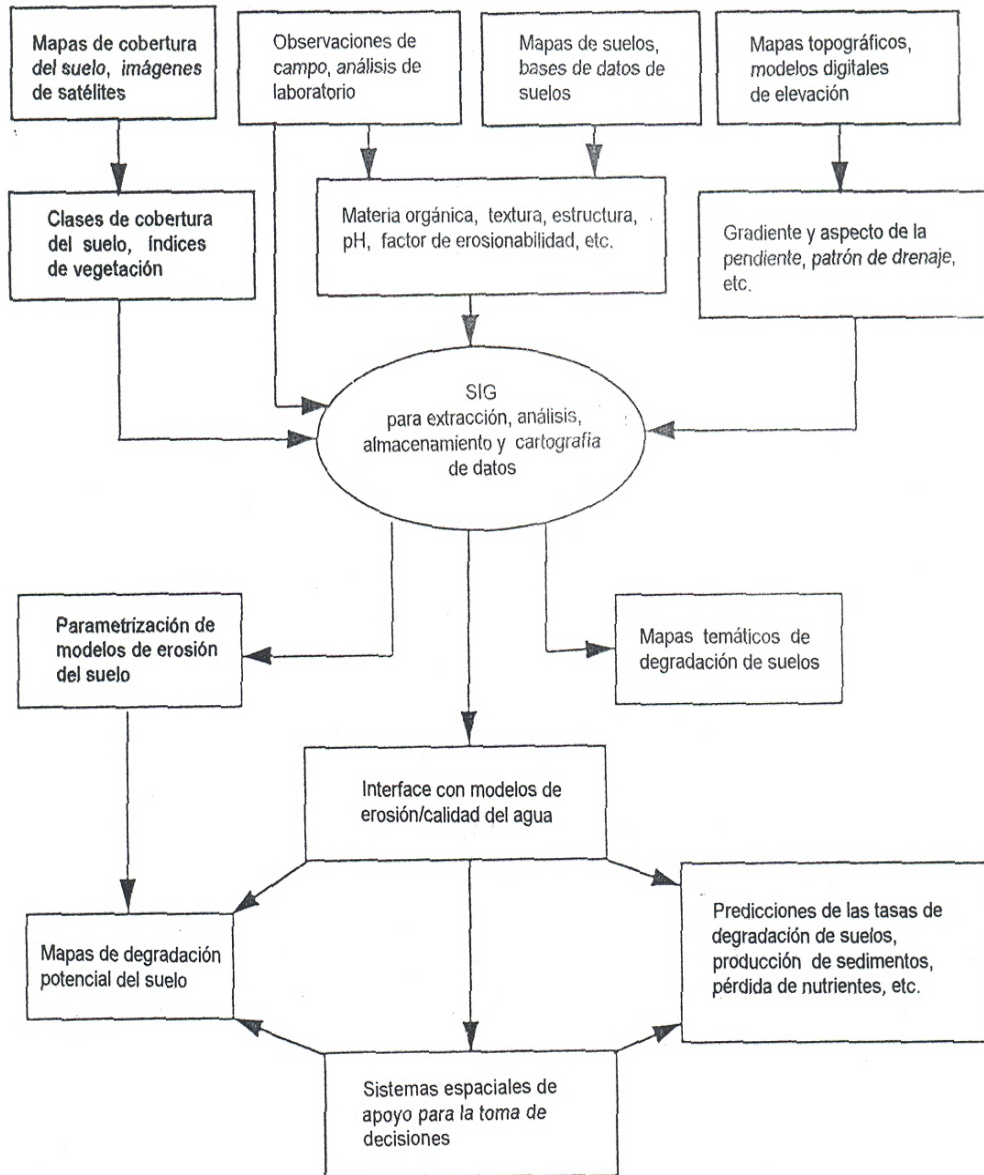 Mapas de cobertura
del suelo, imágenes
de satélites
Observaciones de
campo, análisis de
laboratorio
Mapas de suelos,
bases de datos de
suelos
Mapas topográficos,
modelos digitales
de elevación
Clases de cobertura
del suelo, índices
de vegetación
Materia orgánica, textura, estructura,
pH, factor de erosionabilidad, etc.
Gradiente y aspecto de la
pendiente, patrón de drenaje,
etc.
SIG
para extracción, análisis,
almacenamiento y cartografia
de datos
Parametrización de
modelos de erosión
del suelo
Mapas temáticos de
degradación de suelos
Interface con modelos de
erosión/calidad del agua
Mapas de degradación
potencial del suelo
Predicciones de las tasas de
degradación de suelos,
producción de sedimentos,
pérdida de nutrientes, etc.
Sistemas espaciales de
apoyo para la toma de
decisiones